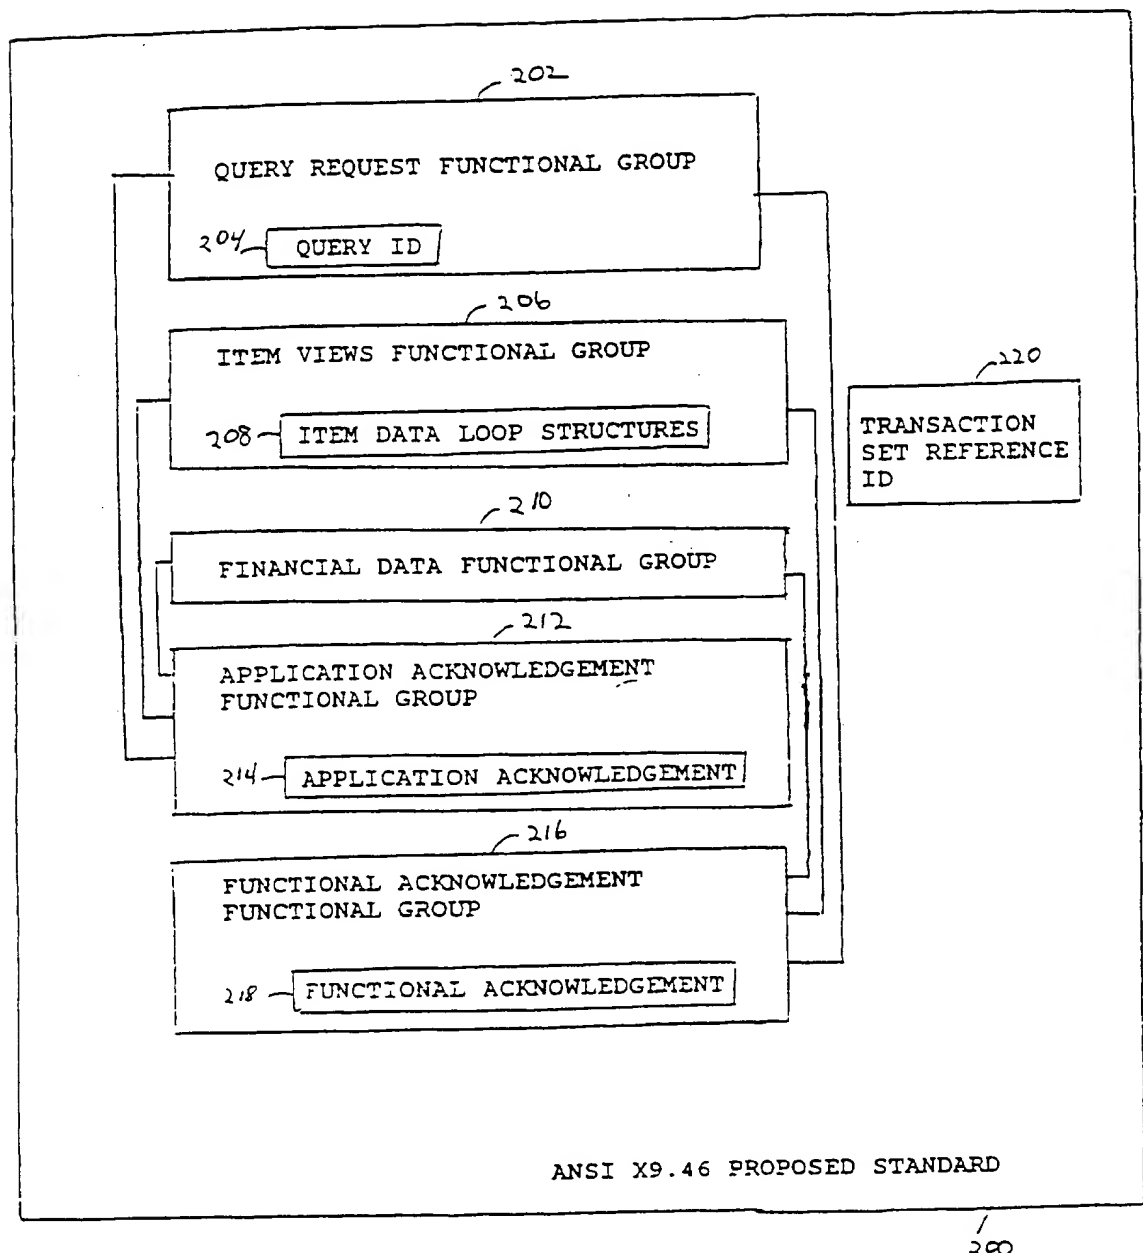 202
QUERY REQUEST FUNCTIONAL GROUP
204 QUERY ID
206
ITEM VIEWS FUNCTIONAL GROUP
208 ITEM DATA LOOP STRUCTURES
220
TRANSACTION
SET REFERENCE
ID
210
FINANCIAL DATA FUNCTIONAL GROUP
212
APPLICATION ACKNOWLEDGEMENT
FUNCTIONAL GROUP
214 APPLICATION ACKNOWLEDGEMENT
216
FUNCTIONAL ACKNOWLEDGEMENT
FUNCTIONAL GROUP
218 FUNCTIONAL ACKNOWLEDGEMENT
ANSI X9.46 PROPOSED STANDARD
200